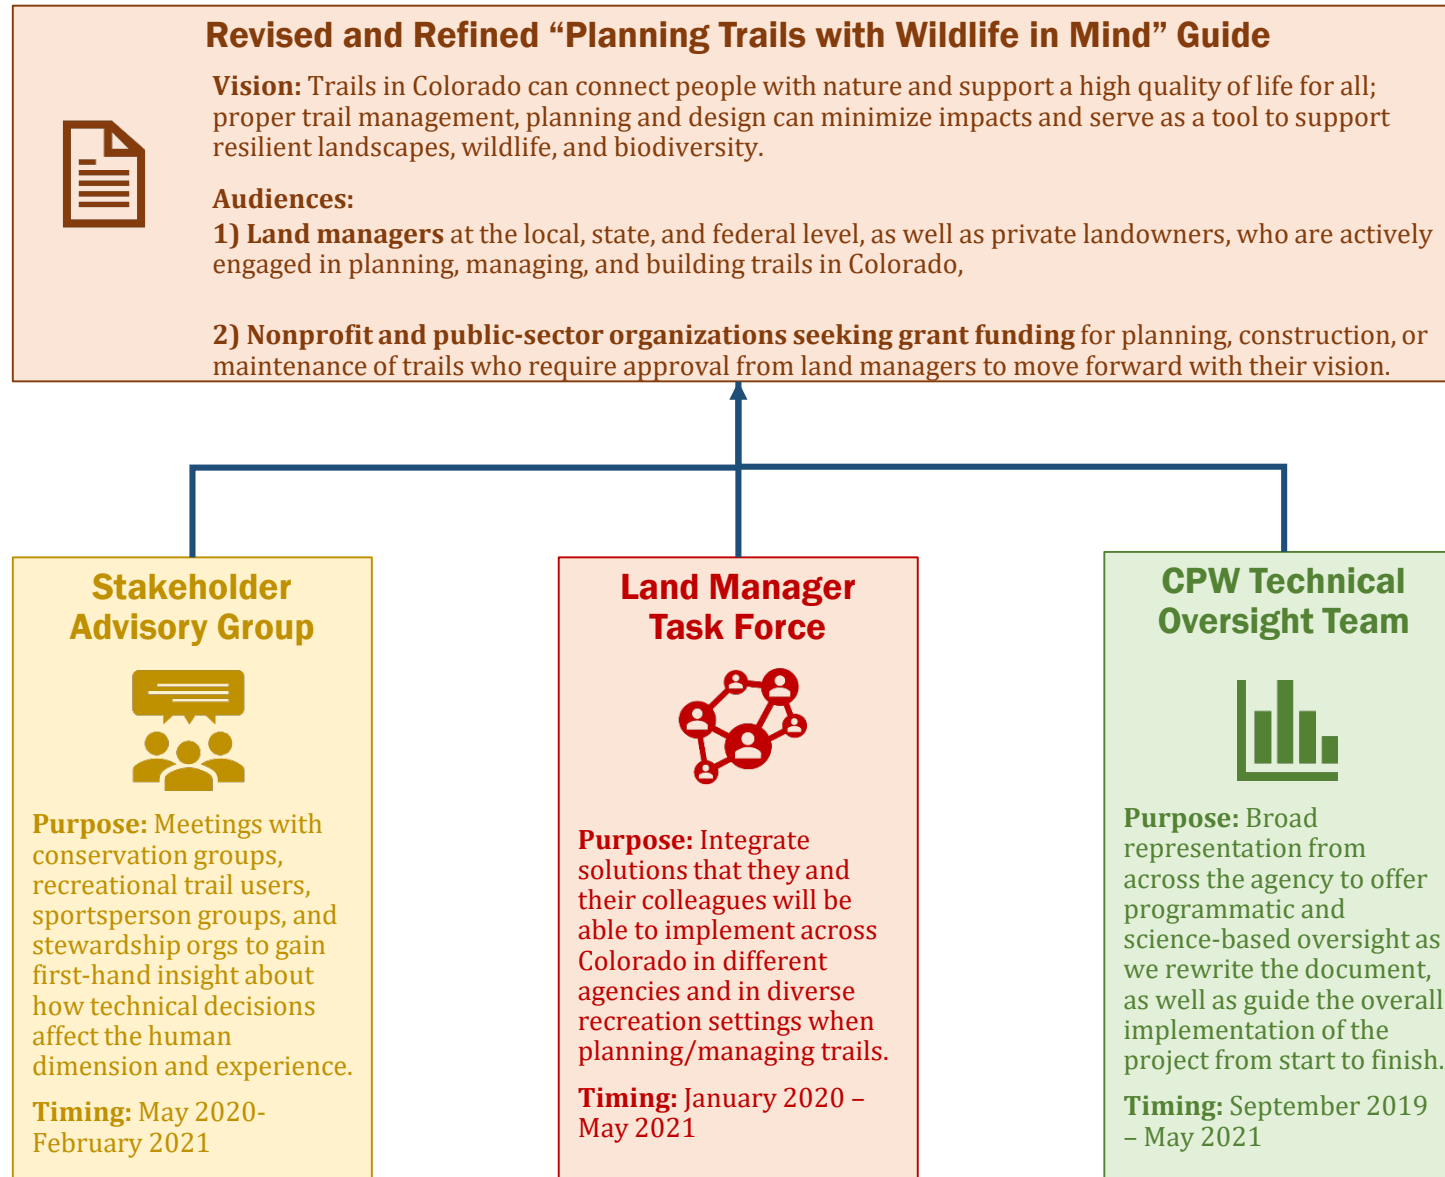 Revised and Refined “Planning Trails with Wildlife in Mind” Guide
Vision: Trails in Colorado can connect people with nature and support a high quality of life for all;
proper trail management, planning and design can minimize impacts and serve as a tool to support
resilient landscapes, wildlife, and biodiversity.
Audiences:
1) Land managers at the local, state, and federal level, as well as private landowners, who are actively
engaged in planning, managing, and building trails in Colorado,
2) Nonprofit and public-sector organizations seeking grant funding for planning, construction, or
maintenance of trails who require approval from land managers to move forward with their vision.
Stakeholder
Advisory Group
Purpose: Meetings with
conservation groups,
recreational trail users,
sportsperson groups, and
stewardship orgs to gain
first-hand insight about
how technical decisions
affect the human
dimension and experience.
Timing: May 2020-
February 2021
Land Manager
Task Force
Purpose: Integrate
solutions that they and
their colleagues will be
able to implement across
Colorado in different
agencies and in diverse
recreation settings when
planning/managing trails.
Timing: January 2020 –
May 2021
CPW Technical
Oversight Team
Purpose: Broad
representation from
across the agency to offer
programmatic and
science-based oversight as
we rewrite the document,
as well as guide the overall
implementation of the
project from start to finish.
Timing: September 2019
– May 2021